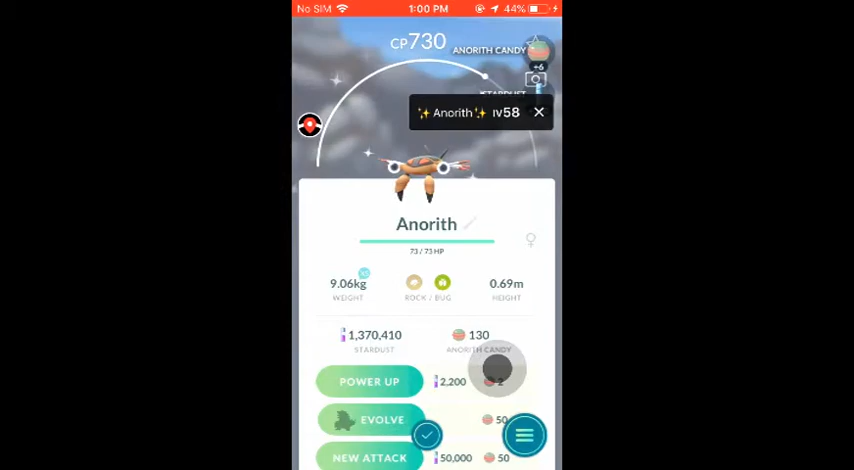 No SIM 1:00 PM 44%
CP730
ANORITH CANDY
+6
STARDUST
✨Anorith✨ IV58 ×
Anorith
73 / 73 HP
XS
9.06kg 0.69m
WEIGHT ROCK / BUG HEIGHT
1,370,410 130
STARDUST ANORITH CANDY
POWER UP 2,200 2
EVOLVE 50
NEW ATTACK 50,000 50